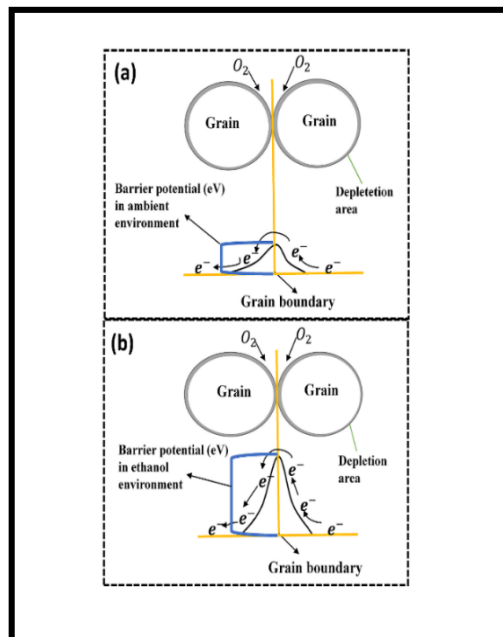 (a)
O₂ O₂
Grain Grain
Barrier potential (eV)
in ambient
environment
Depletetion
area
e⁻ e⁻ e⁻ e⁻
Grain boundary
(b)
O₂ O₂
Grain Grain
Barrier potential (eV)
in ethanol
environment
Depletion
area
e⁻ e⁻
e⁻ e⁻
e⁻ e⁻
Grain boundary